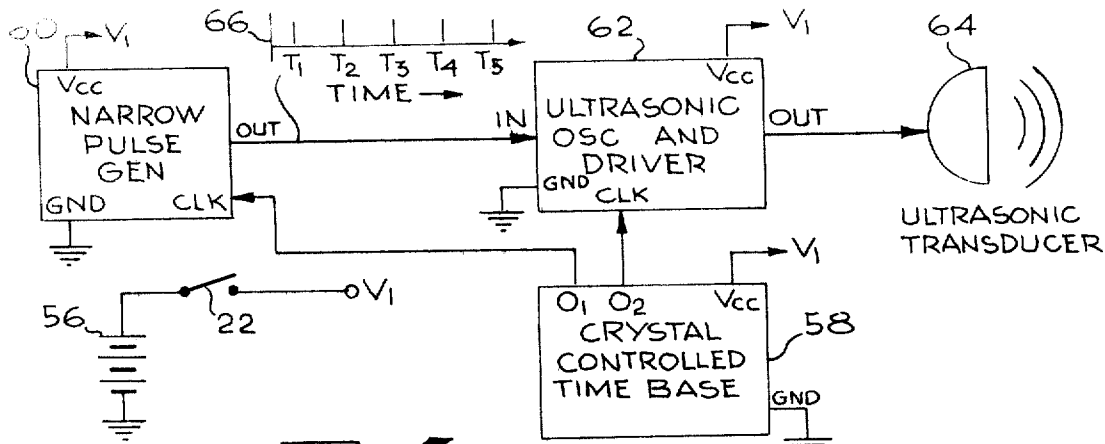 V1
66
62
V1
64
VCC
NARROW
PULSE
GEN
OUT
GND
CLK
T1 T2 T3 T4 T5
TIME
IN
VCC
ULTRASONIC
OSC AND
DRIVER
OUT
GND
CLK
ULTRASONIC
TRANSDUCER
56
22
V1
V1
O1 O2 VCC
CRYSTAL
CONTROLLED
TIME BASE
58
GND